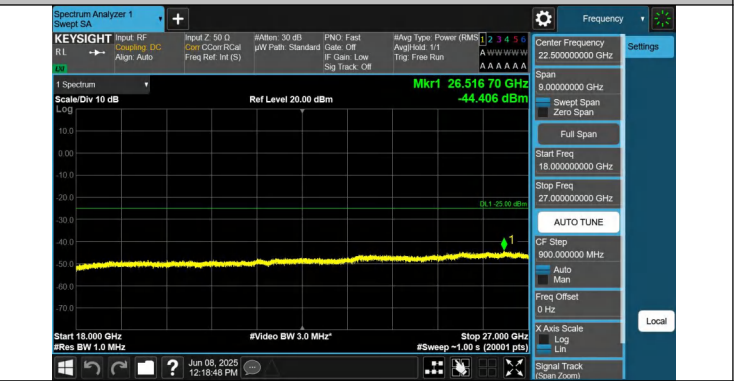 Spectrum Analyzer 1
Swept SA
+
Frequency
KEYSIGHT
RL
Input: RF
Coupling: DC
Align: Auto
Input Z: 50 Ω
Corr CCorr RCal
Freq Ref: Int (S)
#Atten: 30 dB
µW Path: Standard
PNO: Fast
Gate: Off
IF Gain: Low
Sig Track: Off
#Avg Type: Power (RMS
Avg|Hold: 1/1
Trig: Free Run
1 2 3 4 5 6
A W W W W W
A A A A A A
1 Spectrum
Scale/Div 10 dB
Log
Ref Level 20.00 dBm
Mkr1 26.516 70 GHz
-44.406 dBm
10.0
0.00
-10.0
-20.0
DL1 -25.00 dBm
-30.0
-40.0
1
-50.0
-60.0
-70.0
Start 18.000 GHz
#Res BW 1.0 MHz
#Video BW 3.0 MHz*
Stop 27.000 GHz
#Sweep ~1.00 s (20001 pts)
Center Frequency
22.500000000 GHz
Settings
Span
9.00000000 GHz
Swept Span
Zero Span
Full Span
Start Freq
18.000000000 GHz
Stop Freq
27.000000000 GHz
AUTO TUNE
CF Step
900.000000 MHz
Auto
Man
Freq Offset
0 Hz
X Axis Scale
Log
Lin
Local
Signal Track
(Span Zoom)
?
Jun 08, 2025
12:18:48 PM